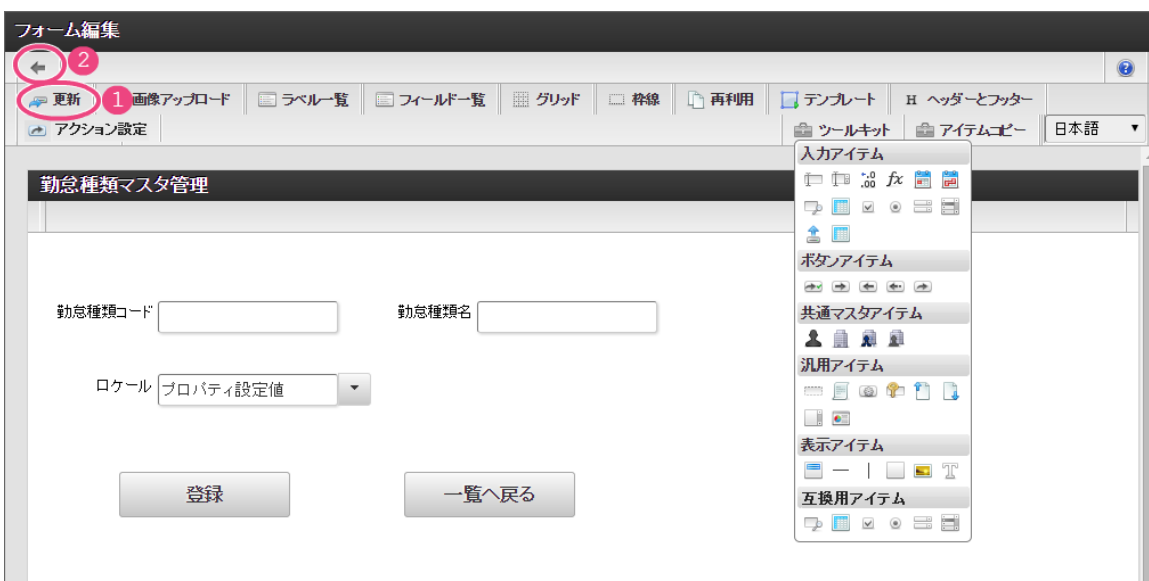 フォーム編集
2
更新 1 画像アップロード ラベル一覧 フィールド一覧 グリッド 枠線 再利用 テンプレート H ヘッダーとフッター
アクション設定 ツールキット アイテムコピー 日本語
入力アイテム
勤怠種類マスタ管理
.00 fx
ボタンアイテム
勤怠種類コード 勤怠種類名
共通マスタアイテム
汎用アイテム
ロケール プロパティ設定値
表示アイテム
T
登録 一覧へ戻る
互換用アイテム